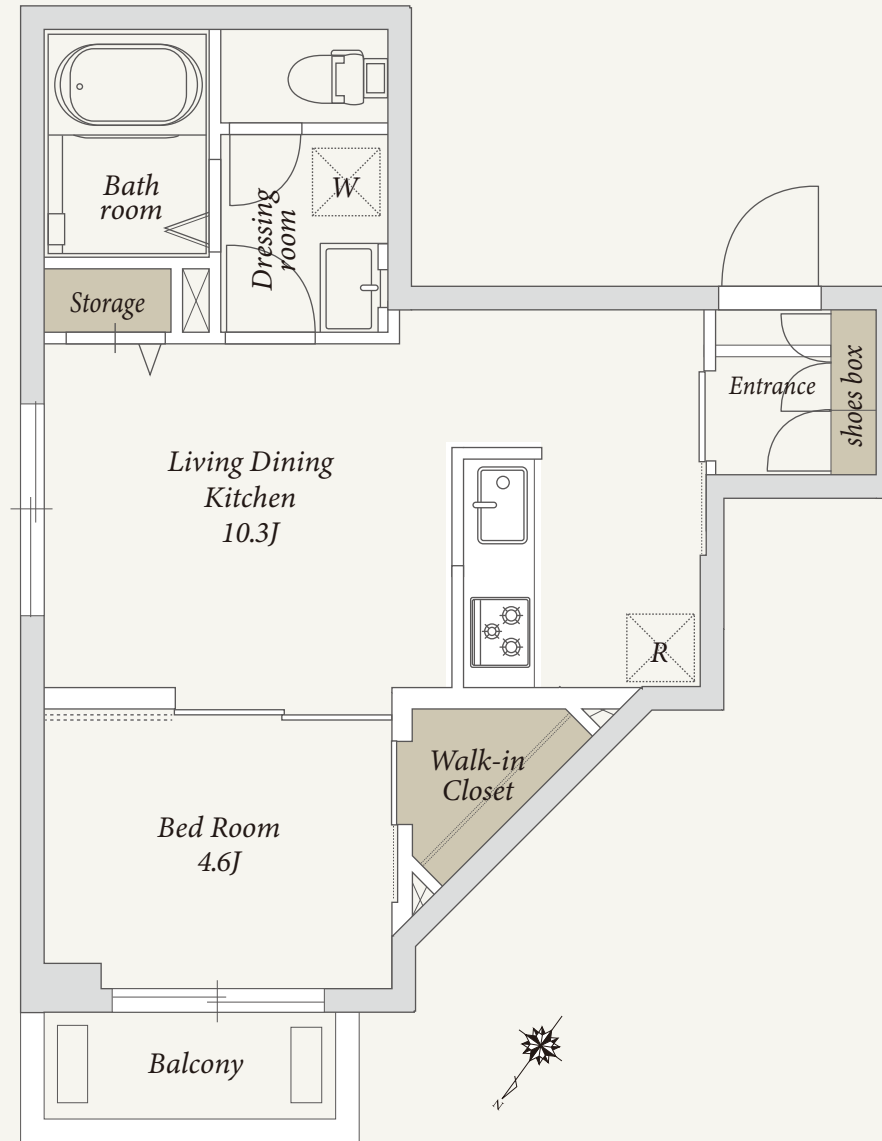 Bath
room
Dressing
room
W
Storage
Entrance
shoes box
Living Dining
Kitchen
10.3J
R
Walk-in
Closet
Bed Room
4.6J
Balcony
N